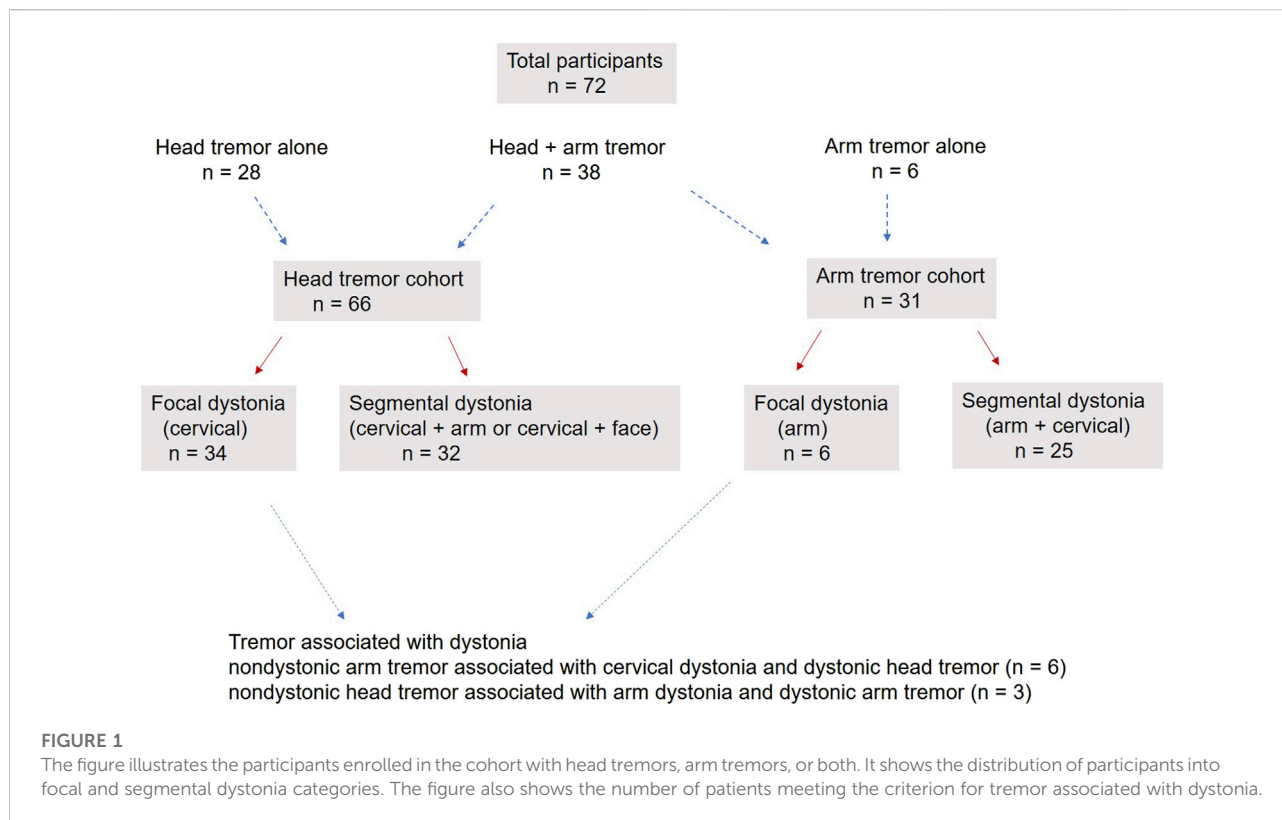 Total participants
n = 72
Head tremor alone
n = 28
Head + arm tremor
n = 38
Arm tremor alone
n = 6
Head tremor cohort
n = 66
Arm tremor cohort
n = 31
Focal dystonia
(cervical)
n = 34
Segmental dystonia
(cervical + arm or cervical + face)
n = 32
Focal dystonia
(arm)
n = 6
Segmental dystonia
(arm + cervical)
n = 25
Tremor associated with dystonia
nondystonic arm tremor associated with cervical dystonia and dystonic head tremor (n = 6)
nondystonic head tremor associated with arm dystonia and dystonic arm tremor (n = 3)
FIGURE 1
The figure illustrates the participants enrolled in the cohort with head tremors, arm tremors, or both. It shows the distribution of participants into
focal and segmental dystonia categories. The figure also shows the number of patients meeting the criterion for tremor associated with dystonia.